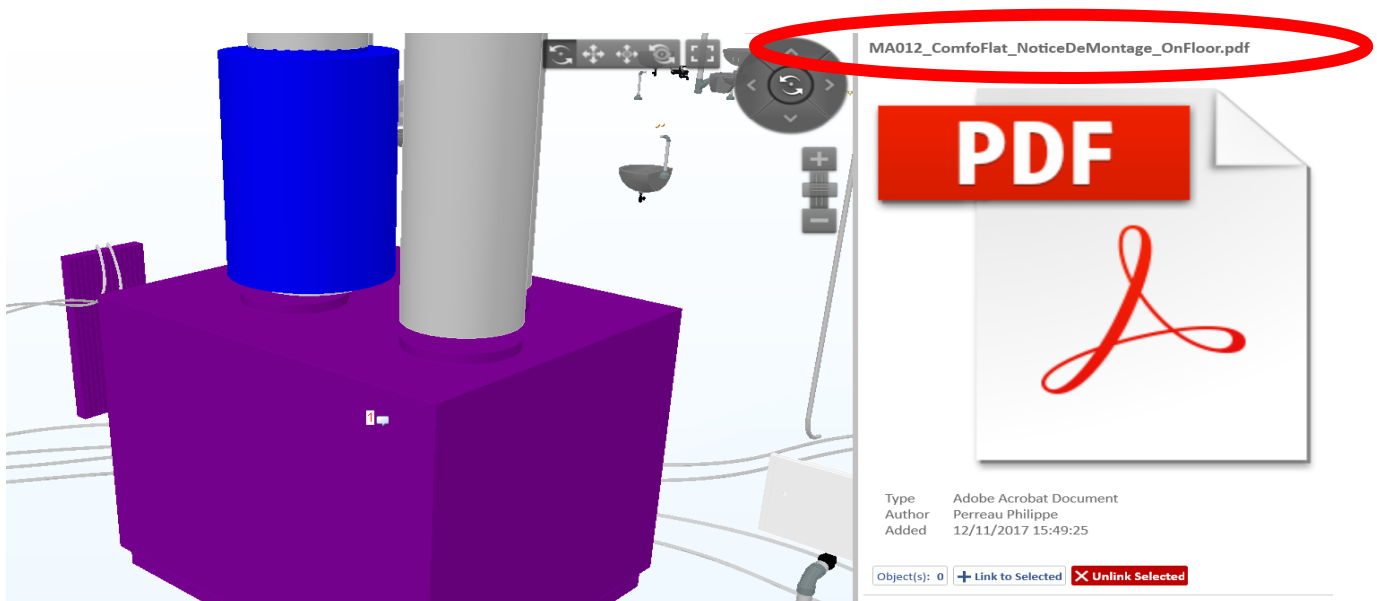 MA012_ComfoFlat_NoticeDeMontage_OnFloor.pdf
PDF
1
Type Adobe Acrobat Document
Author Perreau Philippe
Added 12/11/2017 15:49:25
Object(s): 0 Link to Selected Unlink Selected